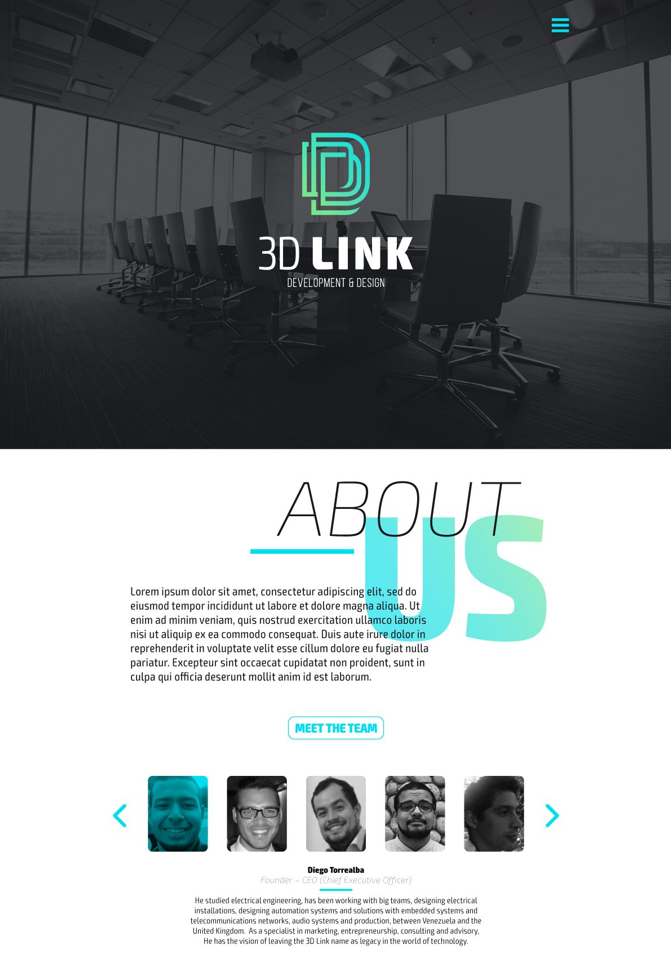 3D LINK
DEVELOPMENT & DESIGN
ABOUT
US
Lorem ipsum dolor sit amet, consectetur adipiscing elit, sed do
eiusmod tempor incididunt ut labore et dolore magna aliqua. Ut
enim ad minim veniam, quis nostrud exercitation ullamco laboris
nisi ut aliquip ex ea commodo consequat. Duis aute irure dolor in
reprehenderit in voluptate velit esse cillum dolore eu fugiat nulla
pariatur. Excepteur sint occaecat cupidatat non proident, sunt in
culpa qui officia deserunt mollit anim id est laborum.
MEET THE TEAM
Diego Torrealba
Founder - CEO (Chief Executive Officer)
He studied electrical engineering, has been working with big teams, designing electrical
installations, designing automation systems and solutions with embedded systems and
telecommunications networks, audio systems and production, between Venezuela and the
United Kingdom. As a specialist in marketing, entrepreneurship, consulting and advisory,
He has the vision of leaving the 3D Link name as legacy in the world of technology.